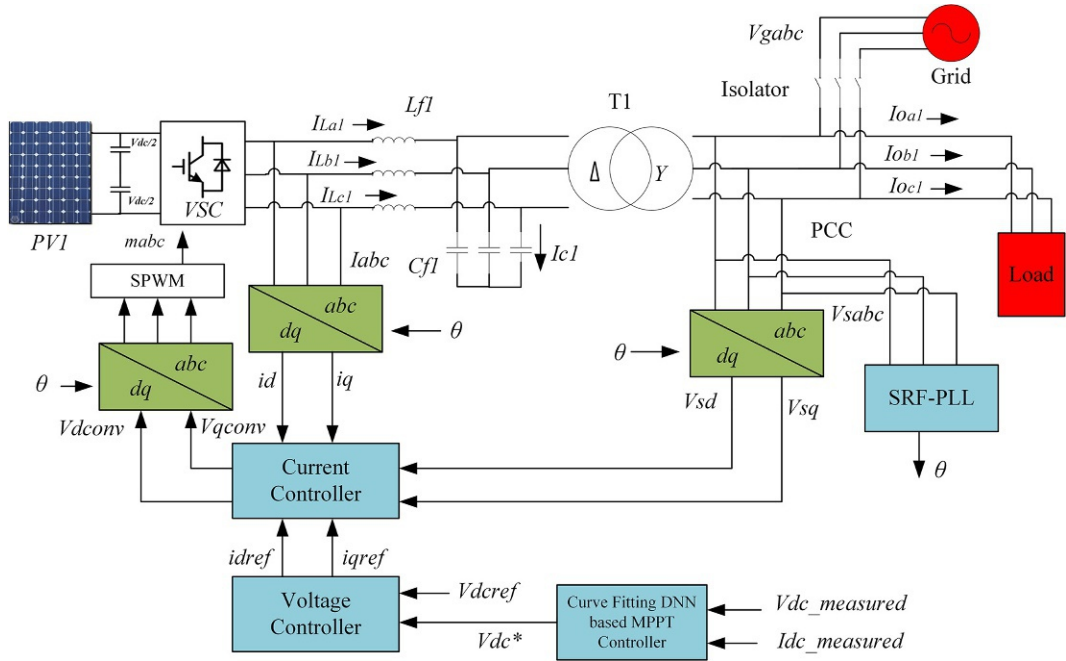 Vgabc
Grid
Isolator
T1
Lf1
ILa1
Ioa1
Vdc/2
ILb1
Iob1
Δ
Y
Vdc/2
VSC
ILc1
Ioc1
PV1
mabc
PCC
Iabc
Cf1
Ic1
Load
SPWM
Vsabc
abc
dq
θ
abc
dq
θ
abc
dq
θ
id
iq
Vsd
Vsq
SRF-PLL
Vdconv
Vqconv
θ
Current
Controller
idref
iqref
Voltage
Controller
Vdcref
Vdc*
Curve Fitting DNN
based MPPT
Controller
Vdc_measured
Idc_measured